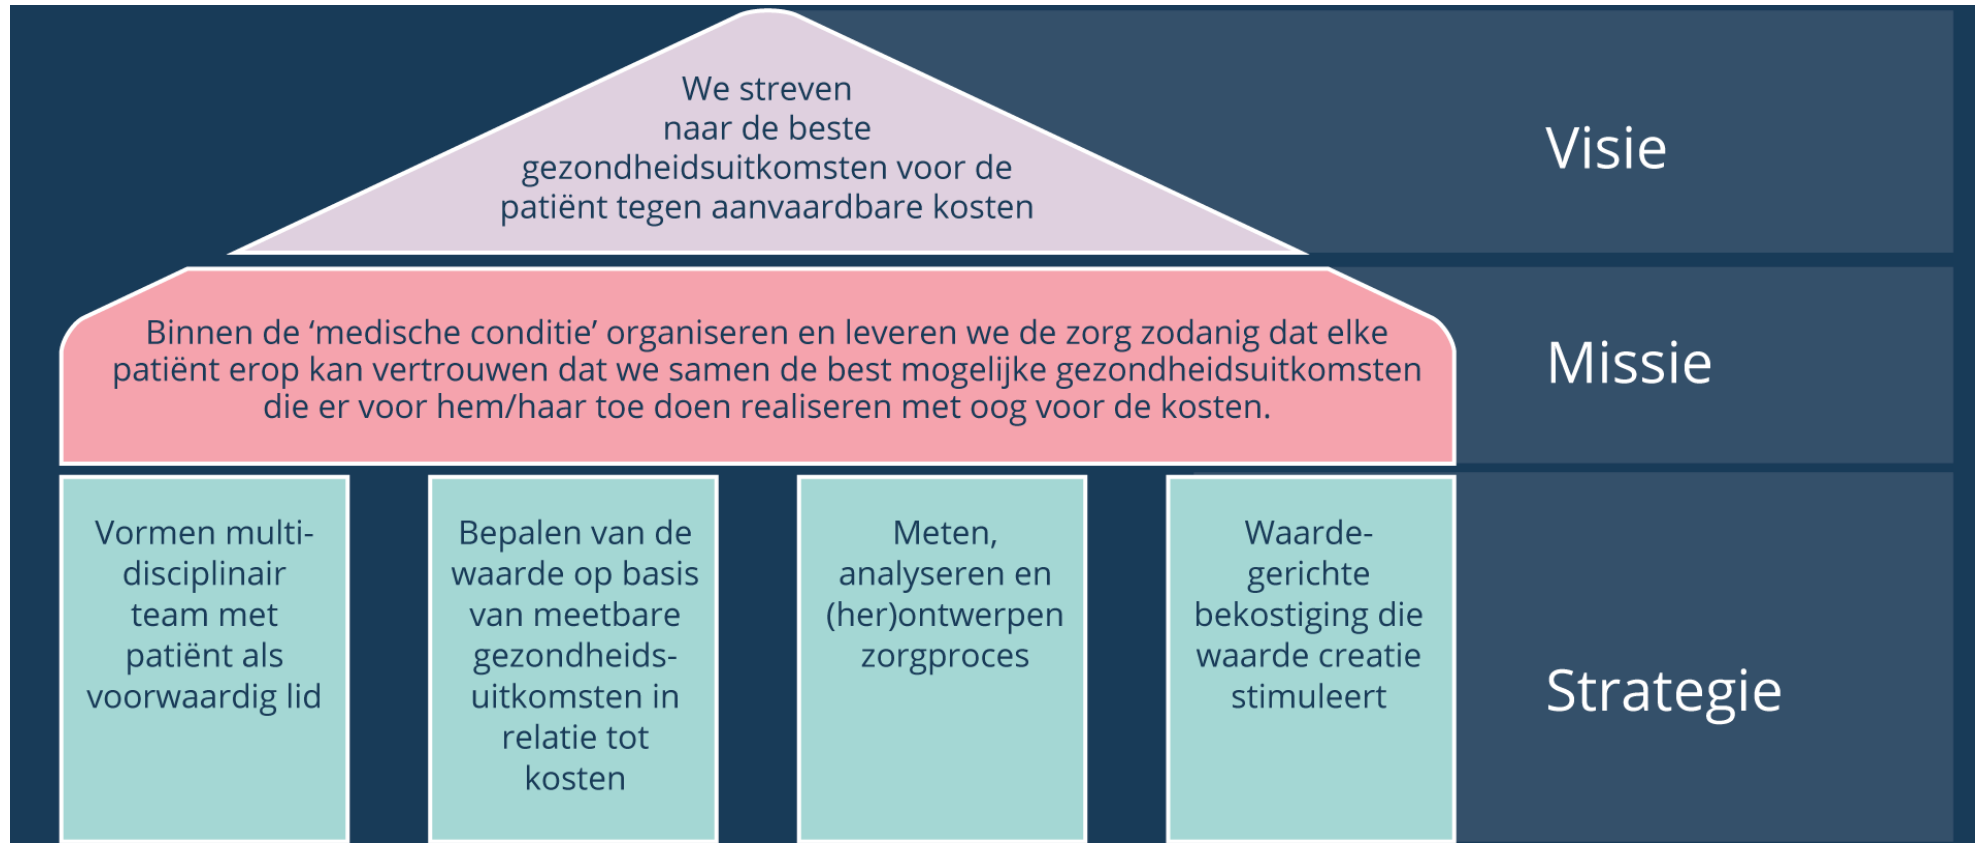 We streven
naar de beste
gezondheidsuitkomsten voor de
patiënt tegen aanvaardbare kosten
Visie
Binnen de ‘medische conditie’ organiseren en leveren we de zorg zodanig dat elke
patiënt erop kan vertrouwen dat we samen de best mogelijke gezondheidsuitkomsten
die er voor hem/haar toe doen realiseren met oog voor de kosten.
Missie
Vormen multi-
disciplinair
team met
patiënt als
voorwaardig lid
Bepalen van de
waarde op basis
van meetbare
gezondheids-
uitkomsten in
relatie tot
kosten
Meten,
analyseren en
(her)ontwerpen
zorgproces
Waarde-
gerichte
bekostiging die
waarde creatie
stimuleert
Strategie